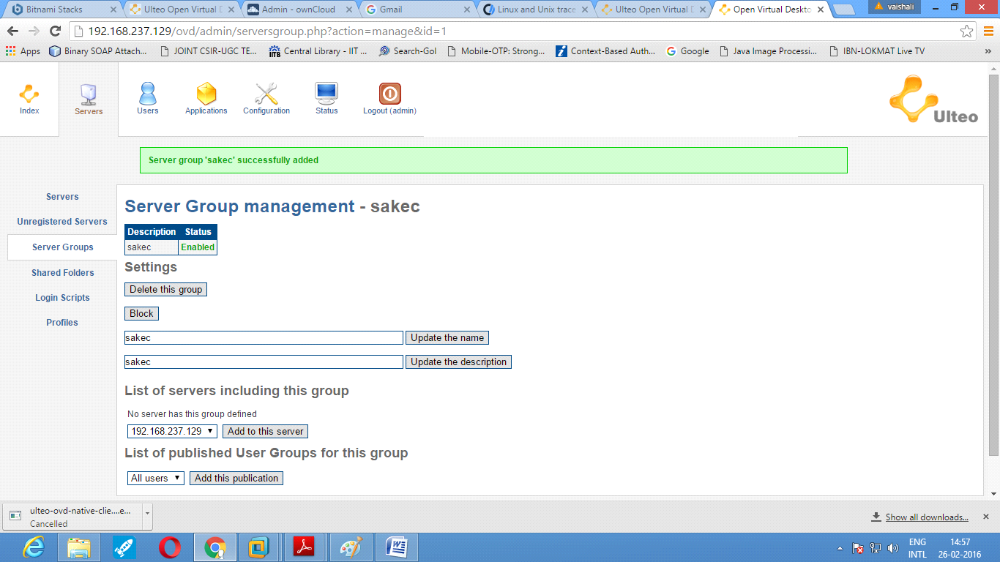 Bitnami Stacks
Ulteo Open Virtual D
Admin - ownCloud
Gmail
Linux and Unix trace
Ulteo Open Virtual D
Open Virtual Deskto
vaishali
192.168.237.129/ovd/admin/serversgroup.php?action=manage&id=1
Apps
Binary SOAP Attach...
JOINT CSIR-UGC TE...
Central Library - IIT ...
Search-Gol
Mobile-OTP: Strong...
Context-Based Auth...
Google
Java Image Processi...
IBN-LOKMAT Live TV
»
Index
Servers
Users
Applications
Configuration
Status
Logout (admin)
Ulteo
Server group 'sakec' successfully added
Servers
Unregistered Servers
Server Groups
Shared Folders
Login Scripts
Profiles
Server Group management - sakec
Description Status
sakec Enabled
Settings
Delete this group
Block
sakec Update the name
sakec Update the description
List of servers including this group
No server has this group defined
192.168.237.129 Add to this server
List of published User Groups for this group
All users Add this publication
ulteo-ovd-native-clie....e...
Cancelled
Show all downloads...
ENG 14:57
INTL 26-02-2016